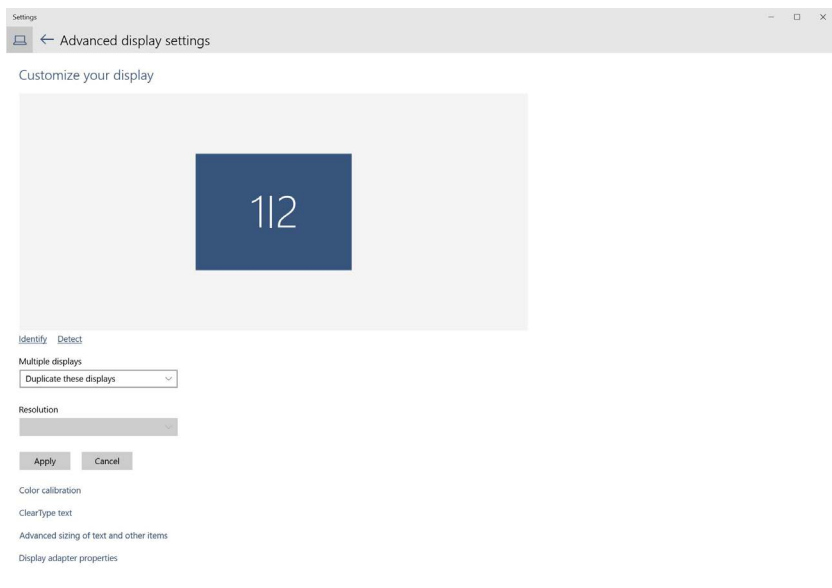 Settings
Advanced display settings
Customize your display
1|2
Identify Detect
Multiple displays
Duplicate these displays
Resolution
Apply Cancel
Color calibration
ClearType text
Advanced sizing of text and other items
Display adapter properties